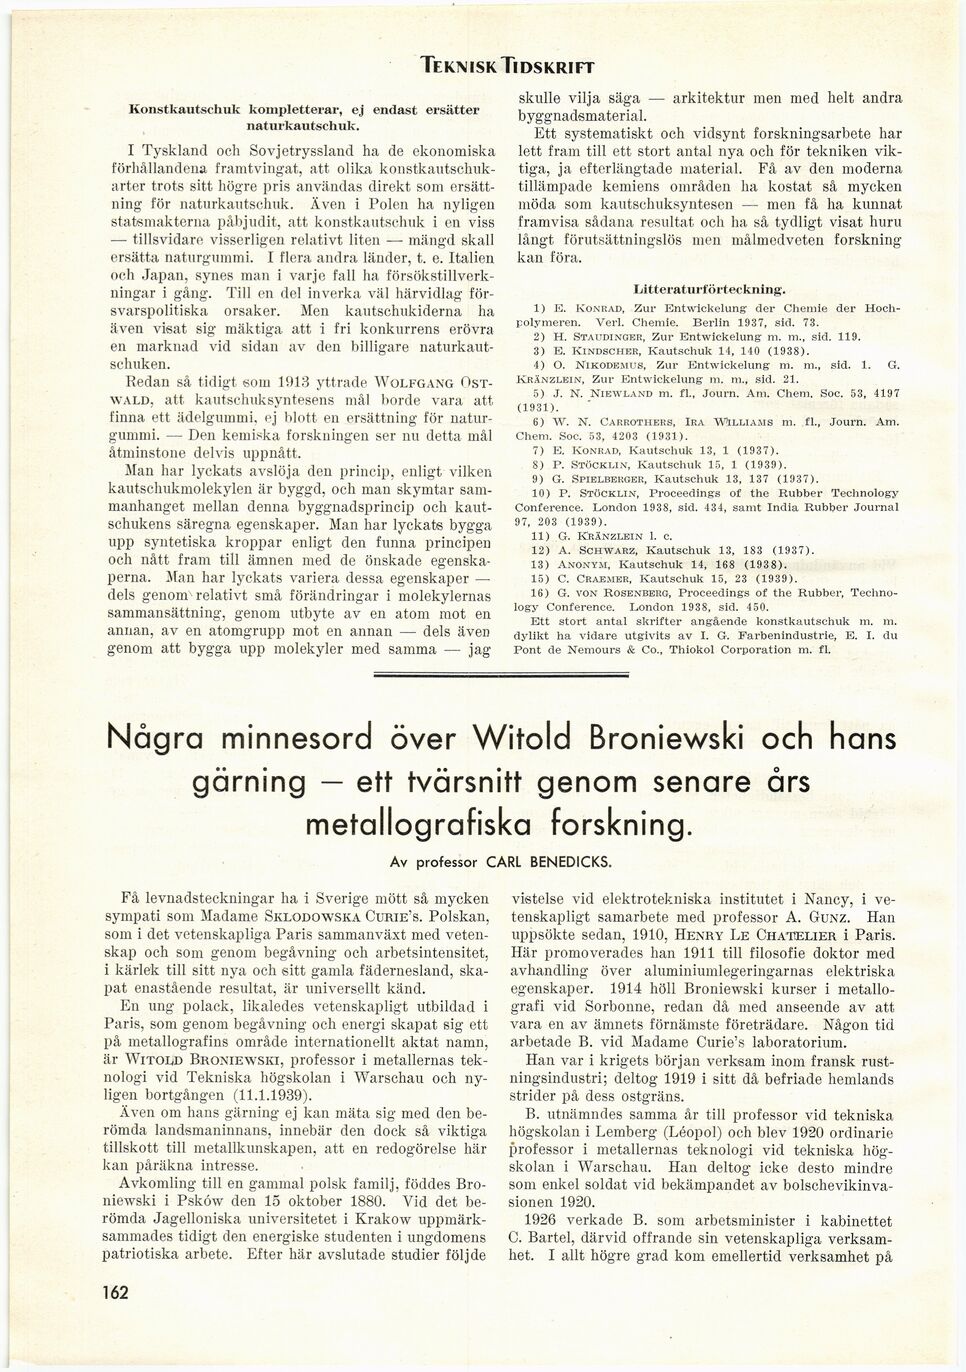 TEKNISK TIDSKRIFT
Konstkautschuk kompletterar, ej endast ersätter
naturkautschuk.
I Tyskland och Sovjetryssland ha de ekonomiska
förhållandena framtvingat, att olika konstkautschuk-
arter trots sitt högre pris användas direkt som ersätt-
ning för naturkautschuk. Även i Polen ha nyligen
statsmakterna påbjudit, att konstkautschuk i en viss
— tillsvidare visserligen relativt liten — mängd skall
ersätta naturgummi. I flera andra länder, t. e. Italien
och Japan, synes man i varje fall ha försökstillverk-
ningar i gång. Till en del inverka väl härvidlag för-
svarspolitiska orsaker. Men kautschukiderna ha
även visat sig mäktiga att i fri konkurrens erövra
en marknad vid sidan av den billigare naturkaut-
schuken.
Redan så tidigt som 1913 yttrade WOLFGANG OST-
WALD, att kautschuksyntesens mål borde vara att
finna ett ädelgummi, ej blott en ersättning för natur-
gummi. — Den kemiska forskningen ser nu detta mål
åtminstone delvis uppnått.
Man har lyckats avslöja den princip, enligt vilken
kautschukmolekylen är byggd, och man skymtar sam-
manhanget mellan denna byggnadsprincip och kaut-
schukens säregna egenskaper. Man har lyckats bygga
upp syntetiska kroppar enligt den funna principen
och nått fram till ämnen med de önskade egenska-
perna. Man har lyckats variera dessa egenskaper —
dels genom relativt små förändringar i molekylernas
sammansättning, genom utbyte av en atom mot en
annan, av en atomgrupp mot en annan — dels även
genom att bygga upp molekyler med samma — jag
skulle vilja säga — arkitektur men med helt andra
byggnadsmaterial.
Ett systematiskt och vidsynt forskningsarbete har
lett fram till ett stort antal nya och för tekniken vik-
tiga, ja efterlängtade material. Få av den moderna
tillämpade kemiens områden ha kostat så mycken
möda som kautschuksyntesen — men få ha kunnat
framvisa sådana resultat och ha så tydligt visat huru
långt förutsättningslös men målmedveten forskning
kan föra.
Litteraturförteckning.
1) E. KONRAD, Zur Entwickelung der Chemie der Hoch-
polymeren. Verl. Chemie. Berlin 1937, sid. 73.
2) H. STAUDINGER, Zur Entwickelung m. m., sid. 119.
3) E. KINDSCHER, Kautschuk 14, 140 (1938).
4) O. NIKODEMUS, Zur Entwickelung m. m., sid. 1. G.
KRÄNZLEIN, Zur Entwickelung m. m., sid. 21.
5) J. N. NIEWLAND m. fl., Journ. Am. Chem. Soc. 53, 4197
(1931).
6) W. N. CARROTHERS, IRA WILLIAMS m. fl., Journ. Am.
Chem. Soc. 53, 4203 (1931).
7) E. KONRAD, Kautschuk 13, 1 (1937).
8) P. STÖCKLIN, Kautschuk 15, 1 (1939).
9) G. SPIELBERGER, Kautschuk 13, 137 (1937).
10) P. STÖCKLIN, Proceedings of the Rubber Technology
Conference. London 1938, sid. 434, samt India Rubber Journal
97, 203 (1939).
11) G. KRÄNZLEIN l. c.
12) A. SCHWARZ, Kautschuk 13, 183 (1937).
13) ANONYM, Kautschuk 14, 168 (1938).
15) C. CRAEMER, Kautschuk 15, 23 (1939).
16) G. VON ROSENBERG, Proceedings of the Rubber, Techno-
logy Conference. London 1938, sid. 450.
Ett stort antal skrifter angående konstkautschuk m. m.
dylikt ha vidare utgivits av I. G. Farbenindustrie, E. I. du
Pont de Nemours & Co., Thiokol Corporation m. fl.
Några minnesord över Witold Broniewski och hans
gärning — ett tvärsnitt genom senare års
metallografiska forskning.
Av professor CARL BENEDICKS.
Få levnadsteckningar ha i Sverige mött så mycken
sympati som Madame SKLODOWSKA CURIE's. Polskan,
som i det vetenskapliga Paris sammanväxt med veten-
skap och som genom begåvning och arbetsintensitet,
i kärlek till sitt nya och sitt gamla fädernesland, ska-
pat enastående resultat, är universellt känd.
En ung polack, likaledes vetenskapligt utbildad i
Paris, som genom begåvning och energi skapat sig ett
på metallografins område internationellt aktat namn,
är WITOLD BRONIEWSKI, professor i metallernas tek-
nologi vid Tekniska högskolan i Warschau och ny-
ligen bortgången (11.1.1939).
Även om hans gärning ej kan mäta sig med den be-
römda landsmaninnans, innebär den dock så viktiga
tillskott till metallkunskapen, att en redogörelse här
kan påräkna intresse.
Avkomling till en gammal polsk familj, föddes Bro-
niewski i Psków den 15 oktober 1880. Vid det be-
römda Jagelloniska universitetet i Krakow uppmärk-
sammades tidigt den energiske studenten i ungdomens
patriotiska arbete. Efter här avslutade studier följde
vistelse vid elektrotekniska institutet i Nancy, i ve-
tenskapligt samarbete med professor A. GUNZ. Han
uppsökte sedan, 1910, HENRY LE CHATELIER i Paris.
Här promoverades han 1911 till filosofie doktor med
avhandling över aluminiumlegeringarnas elektriska
egenskaper. 1914 höll Broniewski kurser i metallo-
grafi vid Sorbonne, redan då med anseende av att
vara en av ämnets förnämste företrädare. Någon tid
arbetade B. vid Madame Curie's laboratorium.
Han var i krigets början verksam inom fransk rust-
ningsindustri; deltog 1919 i sitt då befriade hemlands
strider på dess ostgräns.
B. utnämndes samma år till professor vid tekniska
högskolan i Lemberg (Léopol) och blev 1920 ordinarie
professor i metallernas teknologi vid tekniska hög-
skolan i Warschau. Han deltog icke desto mindre
som enkel soldat vid bekämpandet av bolschevikinva-
sionen 1920.
1926 verkade B. som arbetsminister i kabinettet
C. Bartel, därvid offrande sin vetenskapliga verksam-
het. I allt högre grad kom emellertid verksamhet på
162